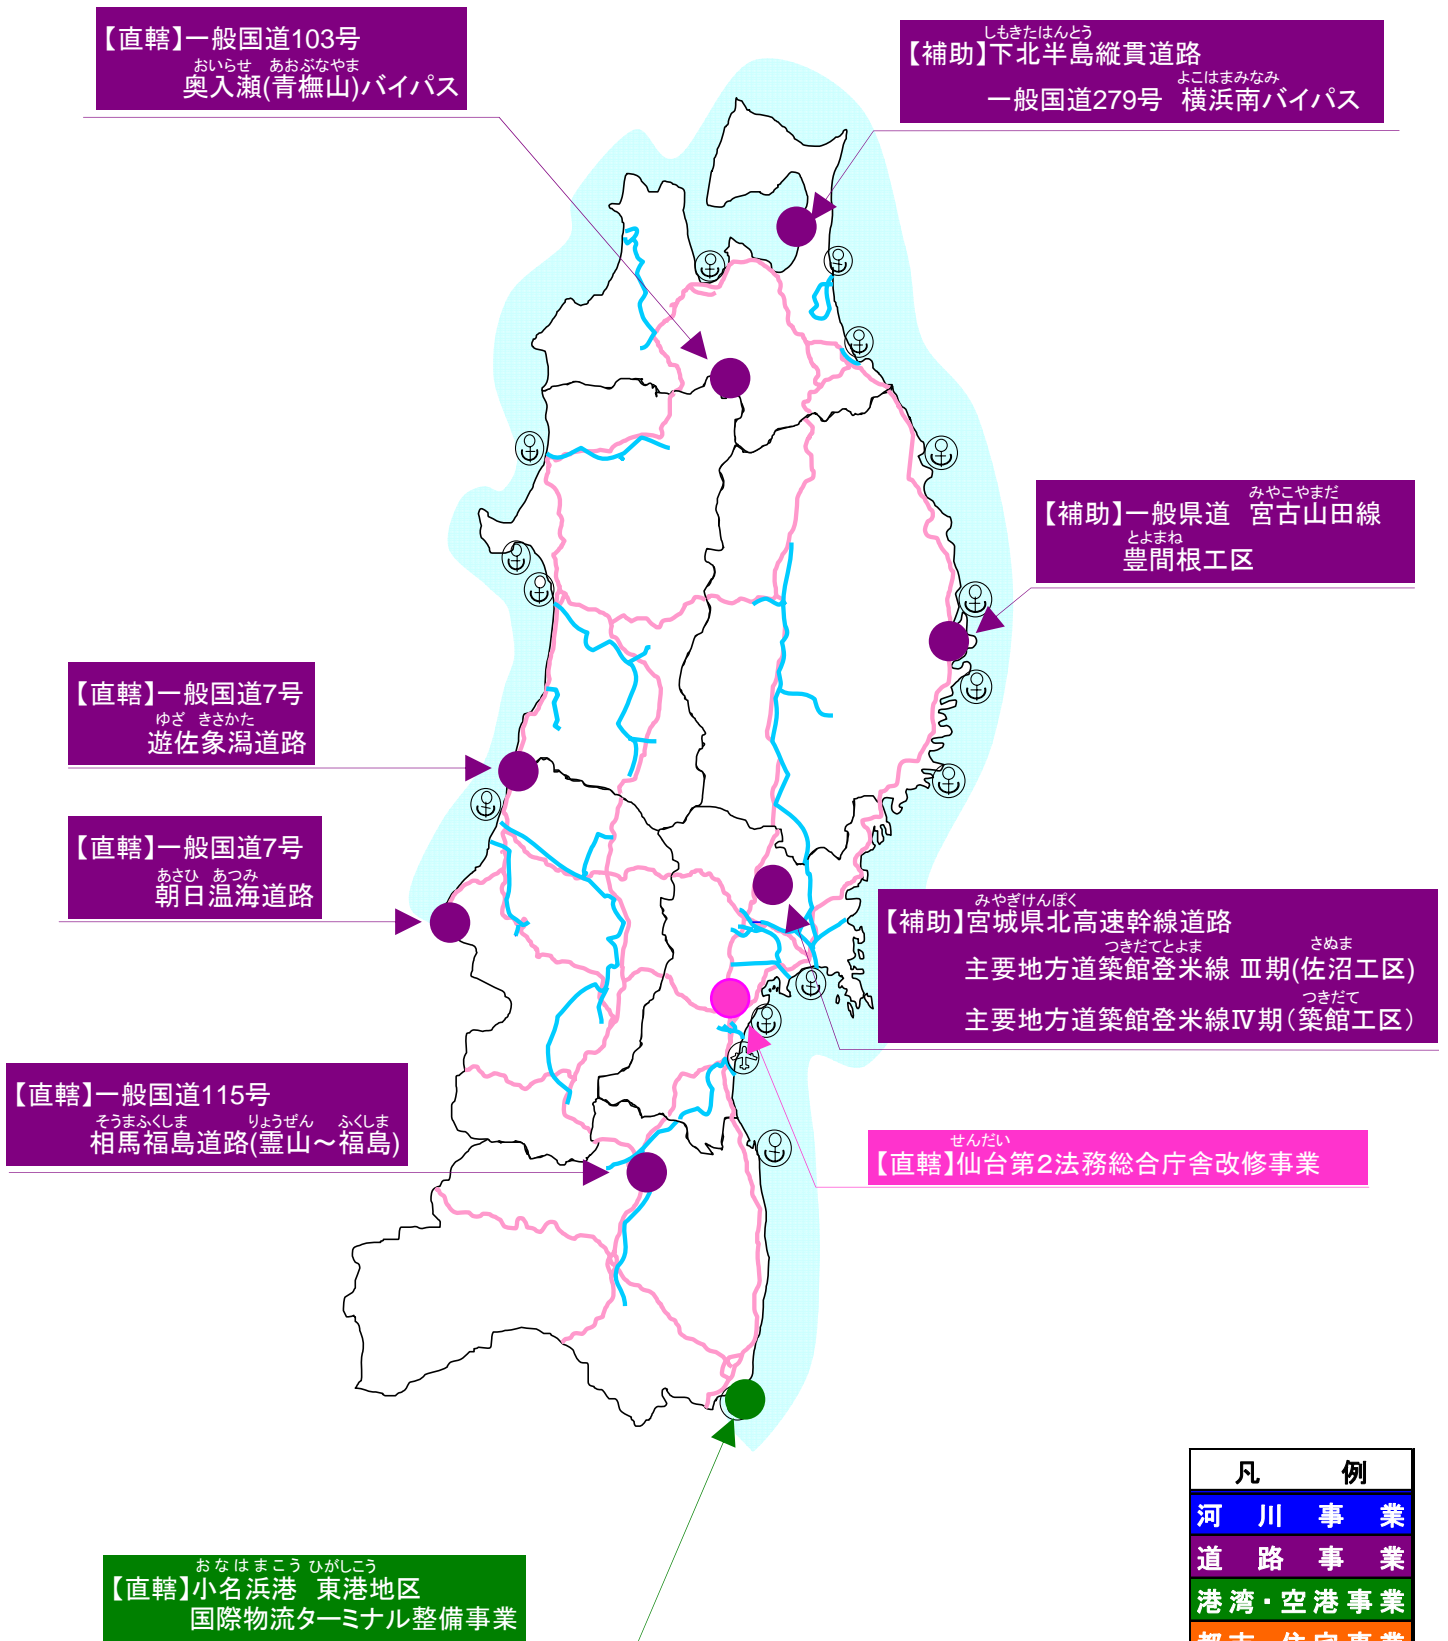 【直轄】一般国道103号
おいらせ あおぶなやま
奥入瀬(青橅山)バイパス
しもきたはんとう
【補助】下北半島縦貫道路
よこはまみなみ
一般国道279号 横浜南バイパス
みやこやまだ
【補助】一般県道 宮古山田線
とよまね
豊間根工区
【直轄】一般国道7号
ゆざ きさかた
遊佐象潟道路
【直轄】一般国道7号
あさひ あつみ
朝日温海道路
みやぎけんぽく
【補助】宮城県北高速幹線道路
つきだてとよま さぬま
主要地方道築館登米線 Ⅲ期(佐沼工区)
つきだて
主要地方道築館登米線Ⅳ期(築館工区)
【直轄】一般国道115号
そうまふくしま りょうぜん ふくしま
相馬福島道路(霊山～福島)
せんだい
【直轄】仙台第2法務総合庁舎改修事業
おなはまこう ひがしこう
【直轄】小名浜港 東港地区
国際物流ターミナル整備事業
凡 例
河川事業
道路事業
港湾・空港事業
都市・住宅事業